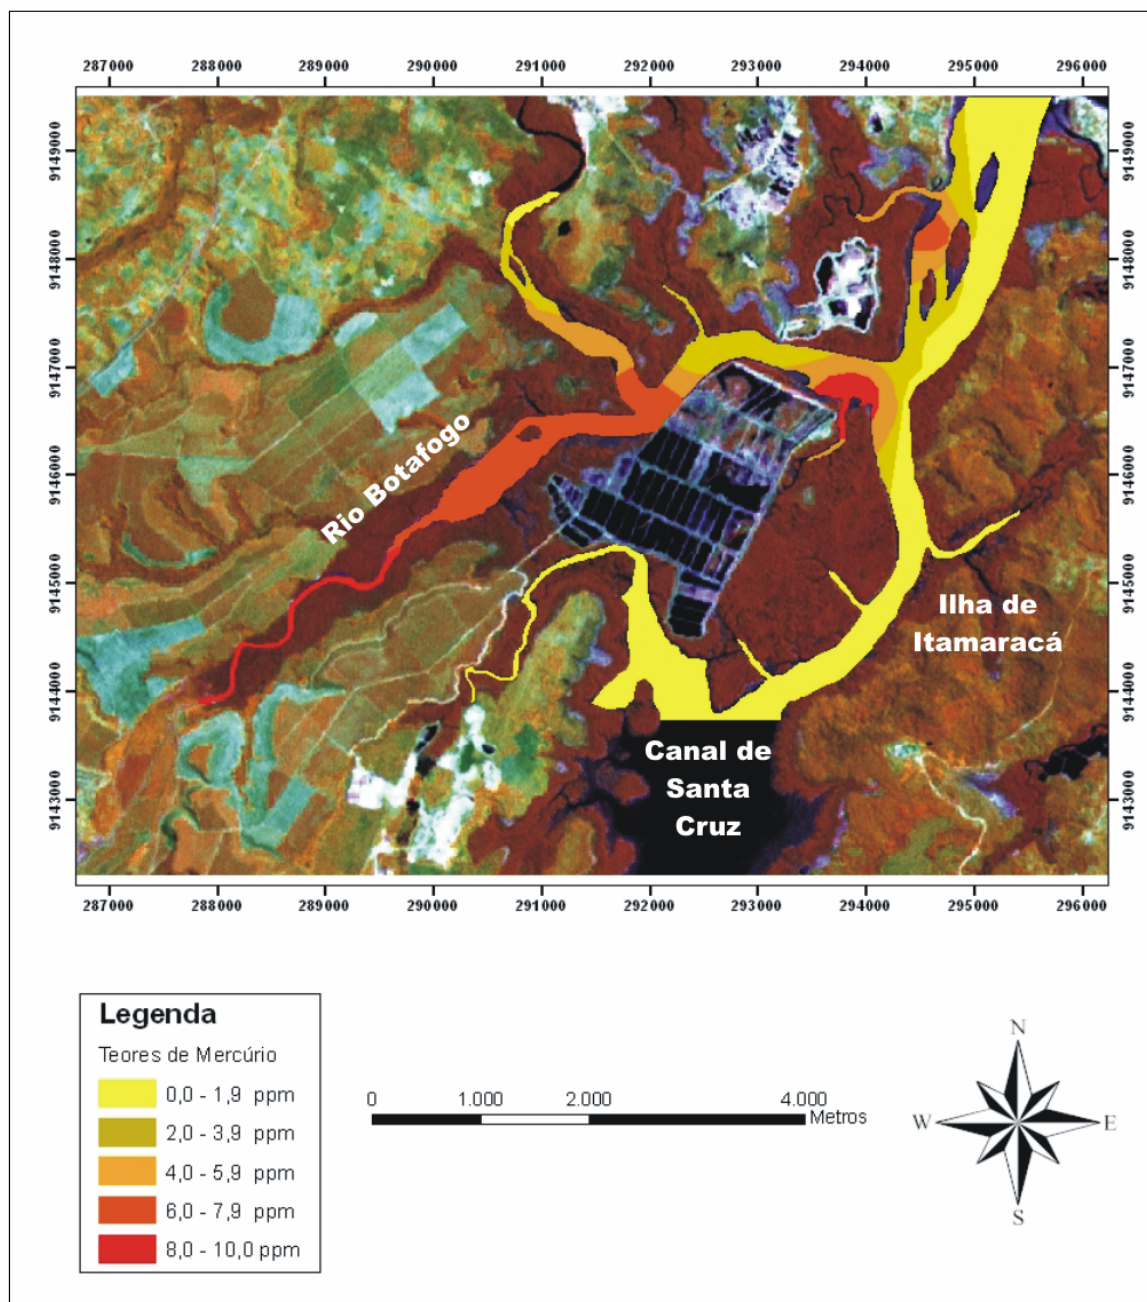 287000 288000 289000 290000 291000 292000 293000 294000 295000 296000
9149000 9149000
9148000 9148000
9147000 9147000
9146000 9146000
Rio Botafogo
9145000 9145000
Ilha de
Itamaracá
9144000 9144000
Canal de
Santa
Cruz
9143000 9143000
287000 288000 289000 290000 291000 292000 293000 294000 295000 296000
Legenda
Teores de Mercúrio
0,0 - 1,9 ppm
2,0 - 3,9 ppm
4,0 - 5,9 ppm
6,0 - 7,9 ppm
8,0 - 10,0 ppm
0 1.000 2.000 4.000
Metros
N
W E
S